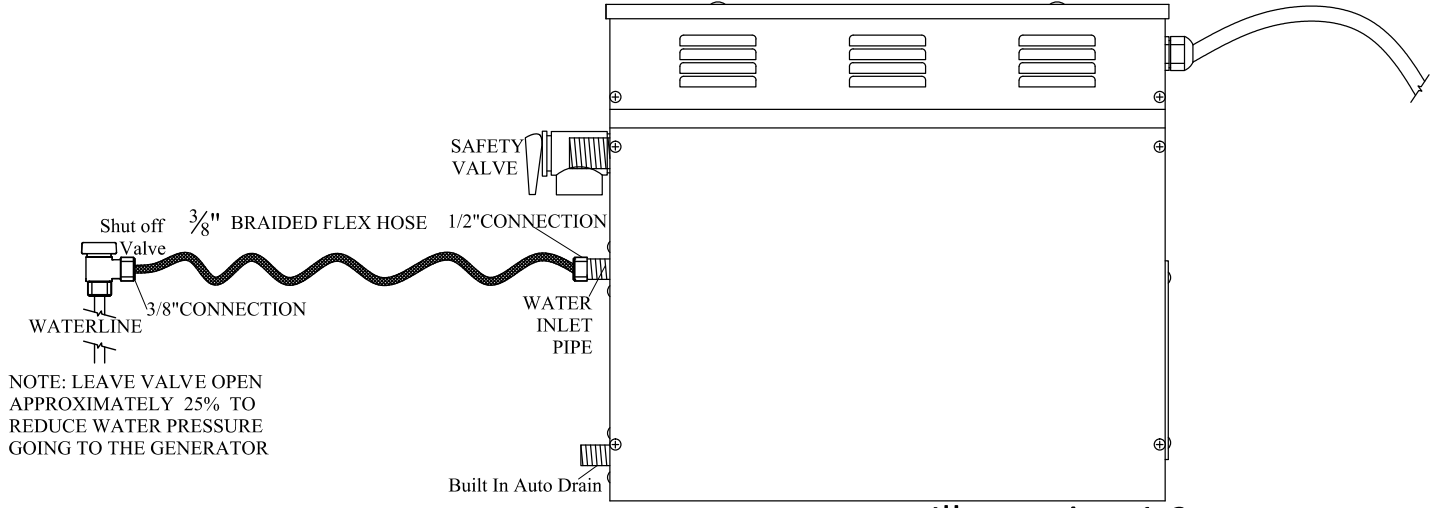 SAFETY
VALVE
Shut off
Valve
3/8" BRAIDED FLEX HOSE
1/2"CONNECTION
3/8"CONNECTION
WATERLINE
WATER
INLET
PIPE
NOTE: LEAVE VALVE OPEN
APPROXIMATELY 25% TO
REDUCE WATER PRESSURE
GOING TO THE GENERATOR
Built In Auto Drain